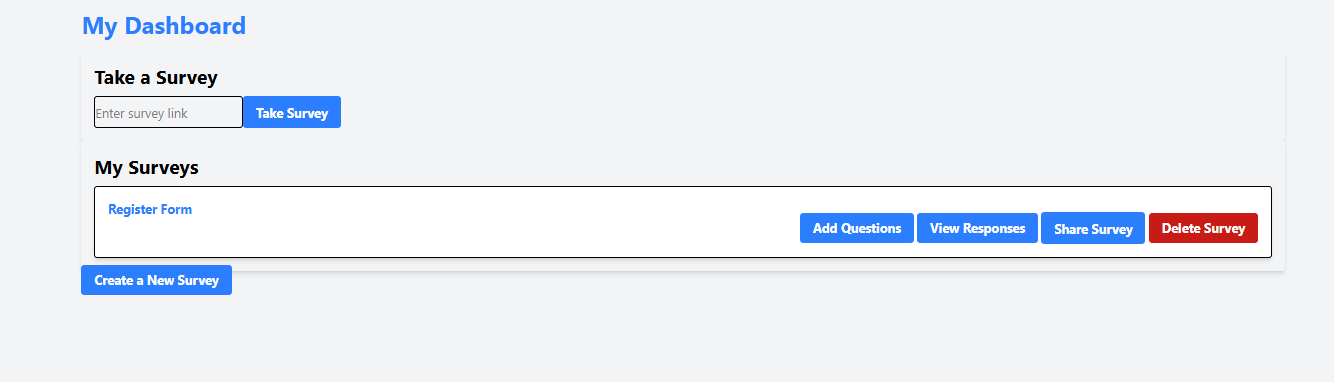 My Dashboard
Take a Survey
Enter survey link Take Survey
My Surveys
Register Form
Add Questions View Responses Share Survey Delete Survey
Create a New Survey